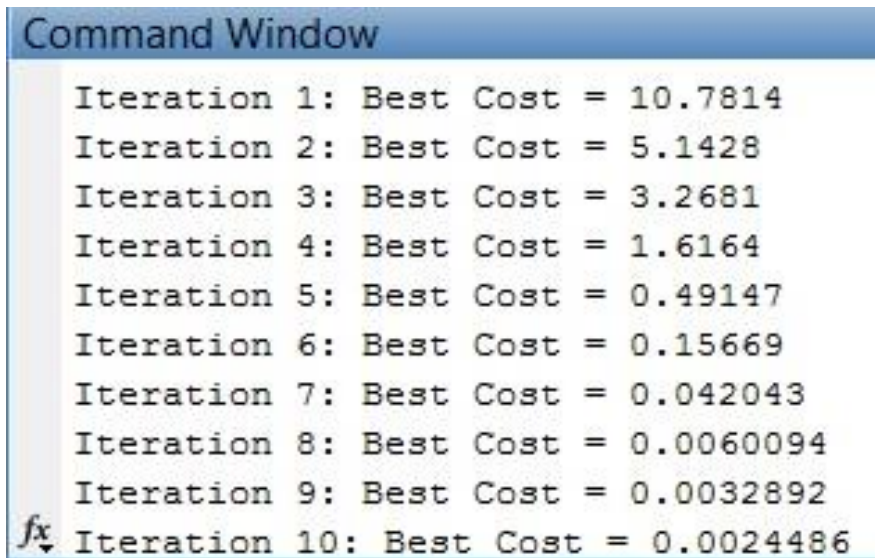 Command Window
Iteration 1: Best Cost = 10.7814
Iteration 2: Best Cost = 5.1428
Iteration 3: Best Cost = 3.2681
Iteration 4: Best Cost = 1.6164
Iteration 5: Best Cost = 0.49147
Iteration 6: Best Cost = 0.15669
Iteration 7: Best Cost = 0.042043
Iteration 8: Best Cost = 0.0060094
Iteration 9: Best Cost = 0.0032892
fx Iteration 10: Best Cost = 0.0024486